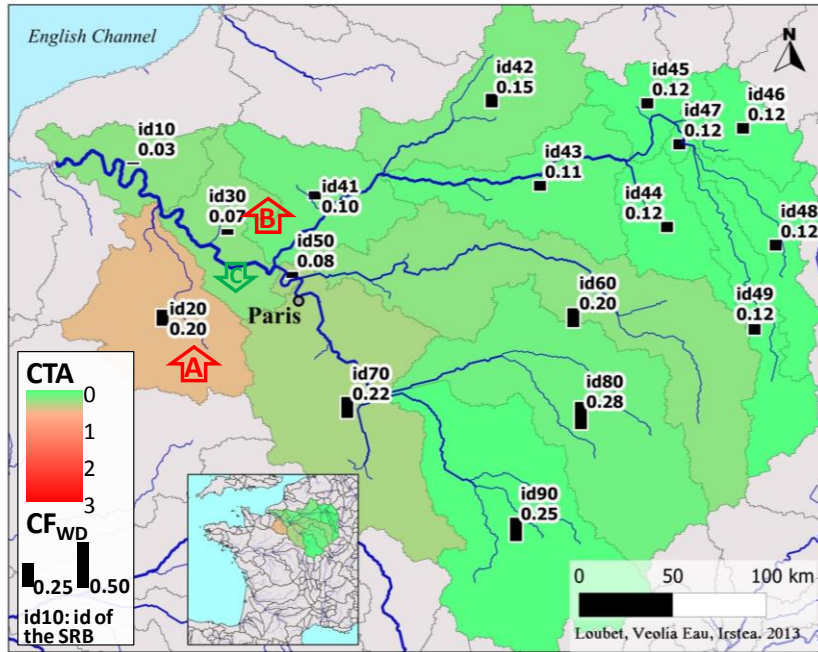 English Channel
N
id42
0.15
id45
0.12
id46
0.12
id47
0.12
id10
0.03
id43
0.11
id41
0.10
id30
0.07
B
id44
0.12
id48
0.12
id50
0.08
C
Paris
id60
0.20
id49
0.12
id20
0.20
A
id70
0.22
id80
0.28
id90
0.25
CTA
0
1
2
3
CFWD
0.25
0.50
id10: id of
the SRB
0 50 100 km
Loubet, Veolia Eau, Irstea, 2013